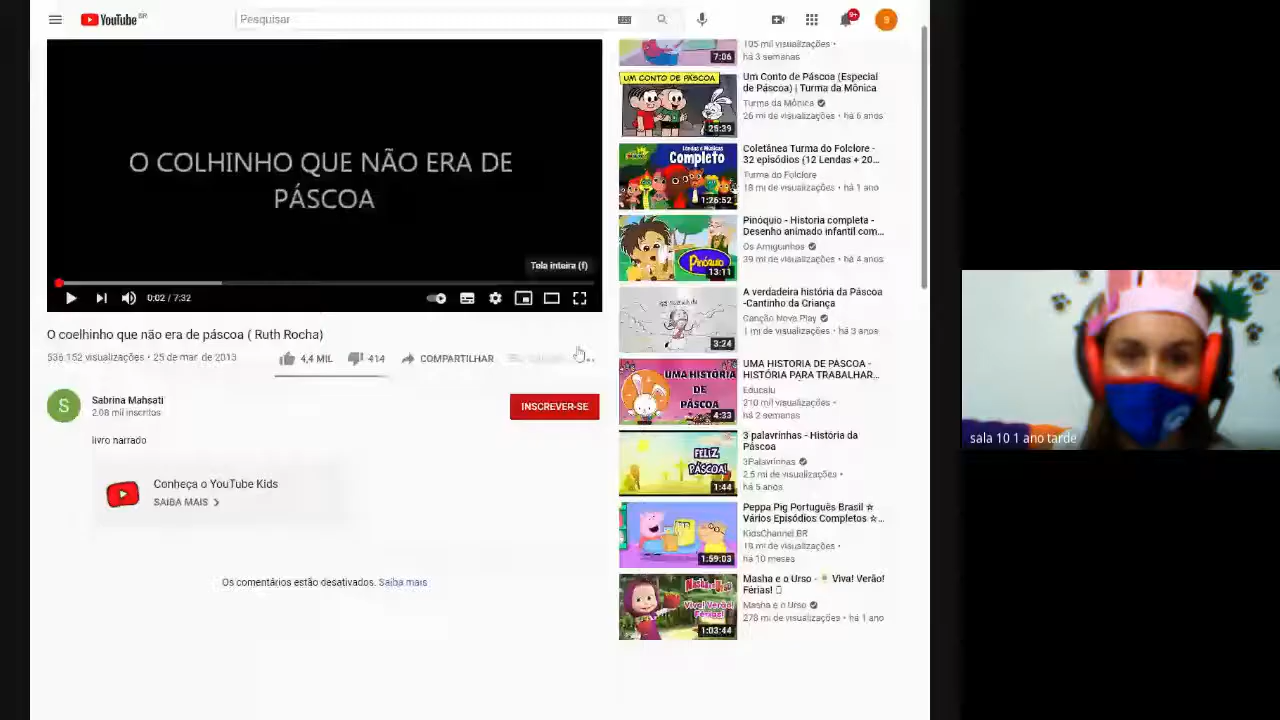 YouTube BR
Pesquisar
9+
S
O COLHINHO QUE NÃO ERA DE
PÁSCOA
Tela inteira (f)
0:02 / 7:32
O coelhinho que não era de páscoa ( Ruth Rocha)
536.152 visualizações • 25 de mar. de 2013
4,4 MIL
414
COMPARTILHAR
S
Sabrina Mahsati
2.08 mil inscritos
INSCREVER-SE
livro narrado
Conheça o YouTube Kids
SAIBA MAIS
Os comentários estão desativados. Saiba mais
105 mil visualizações •
há 3 semanas
7:06
UM CONTO DE PÁSCOA
25:39
Um Conto de Páscoa (Especial
de Páscoa) | Turma da Mônica
Turma da Mônica
26 mi de visualizações • há 6 anos
Lendas e Músicas
Completo
1:26:52
Coletânea Turma do Folclore -
32 episódios (12 Lendas + 20...
Turma do Folclore
18 mi de visualizações • há 1 ano
Pinóquio
13:11
Pinóquio - Historia completa -
Desenho animado infantil com...
Os Amiguinhos
39 mi de visualizações • há 4 anos
3:24
A verdadeira história da Páscoa
-Cantinho da Criança
Canção Nova Play
1 mi de visualizações • há 3 anos
UMA HISTÓRIA
DE
PÁSCOA
4:33
UMA HISTORIA DE PÁSCOA -
HISTÓRIA PARA TRABALHAR...
Educalu
210 mil visualizações •
há 2 semanas
FELIZ
PÁSCOA!
1:44
3 palavrinhas - História da
Páscoa
3Palavrinhas
2.5 mi de visualizações •
há 5 anos
1:59:03
Peppa Pig Português Brasil ☆
Vários Episódios Completos ☆...
KidsChannel BR
19 mi de visualizações •
há 10 meses
Viva! Verão!
Férias!
1:03:44
Masha e o Urso - Viva! Verão!
Férias!
Masha e o Urso
278 mi de visualizações • há 1 ano
sala 10 1 ano tarde